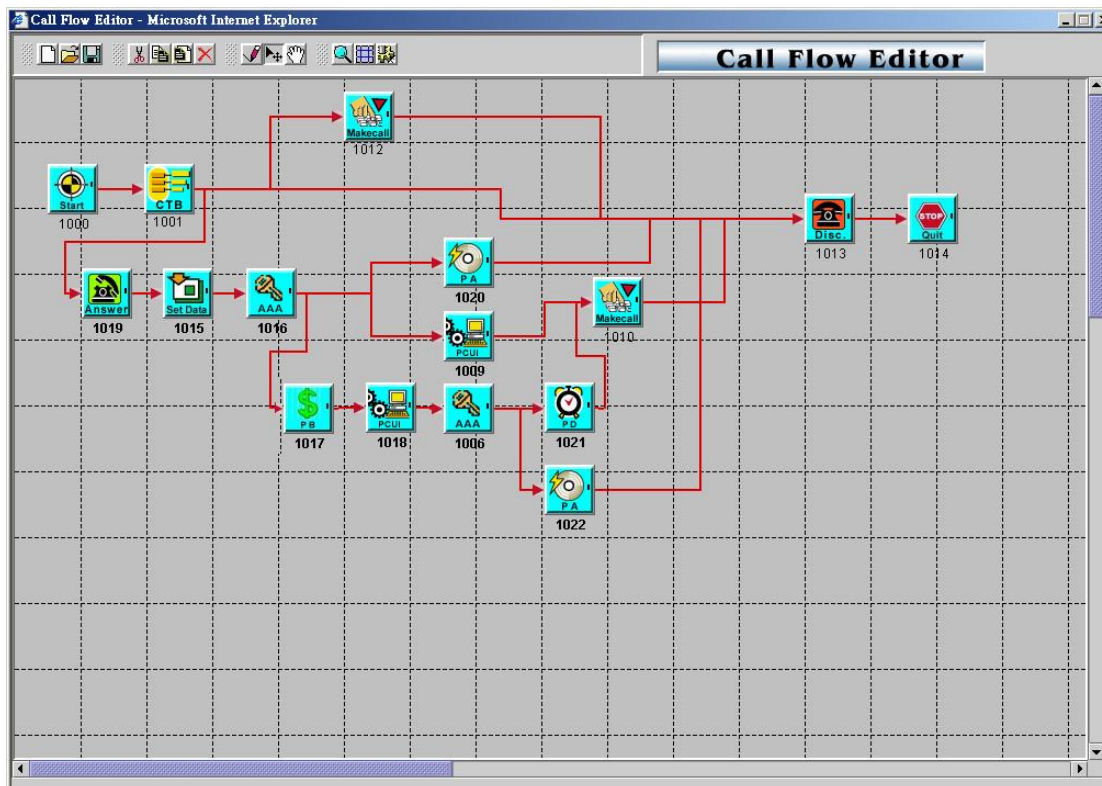 Call Flow Editor - Microsoft Internet Explorer
Call Flow Editor
Makecall
1012
Start
1000
CTB
1001
Disc.
1013
STOP
Quit
1014
Answer
1019
Set Data
1015
AAA
1016
PA
1020
Makecall
1010
PCUI
1009
$
PB
1017
PCUI
1018
AAA
1006
PD
1021
PA
1022